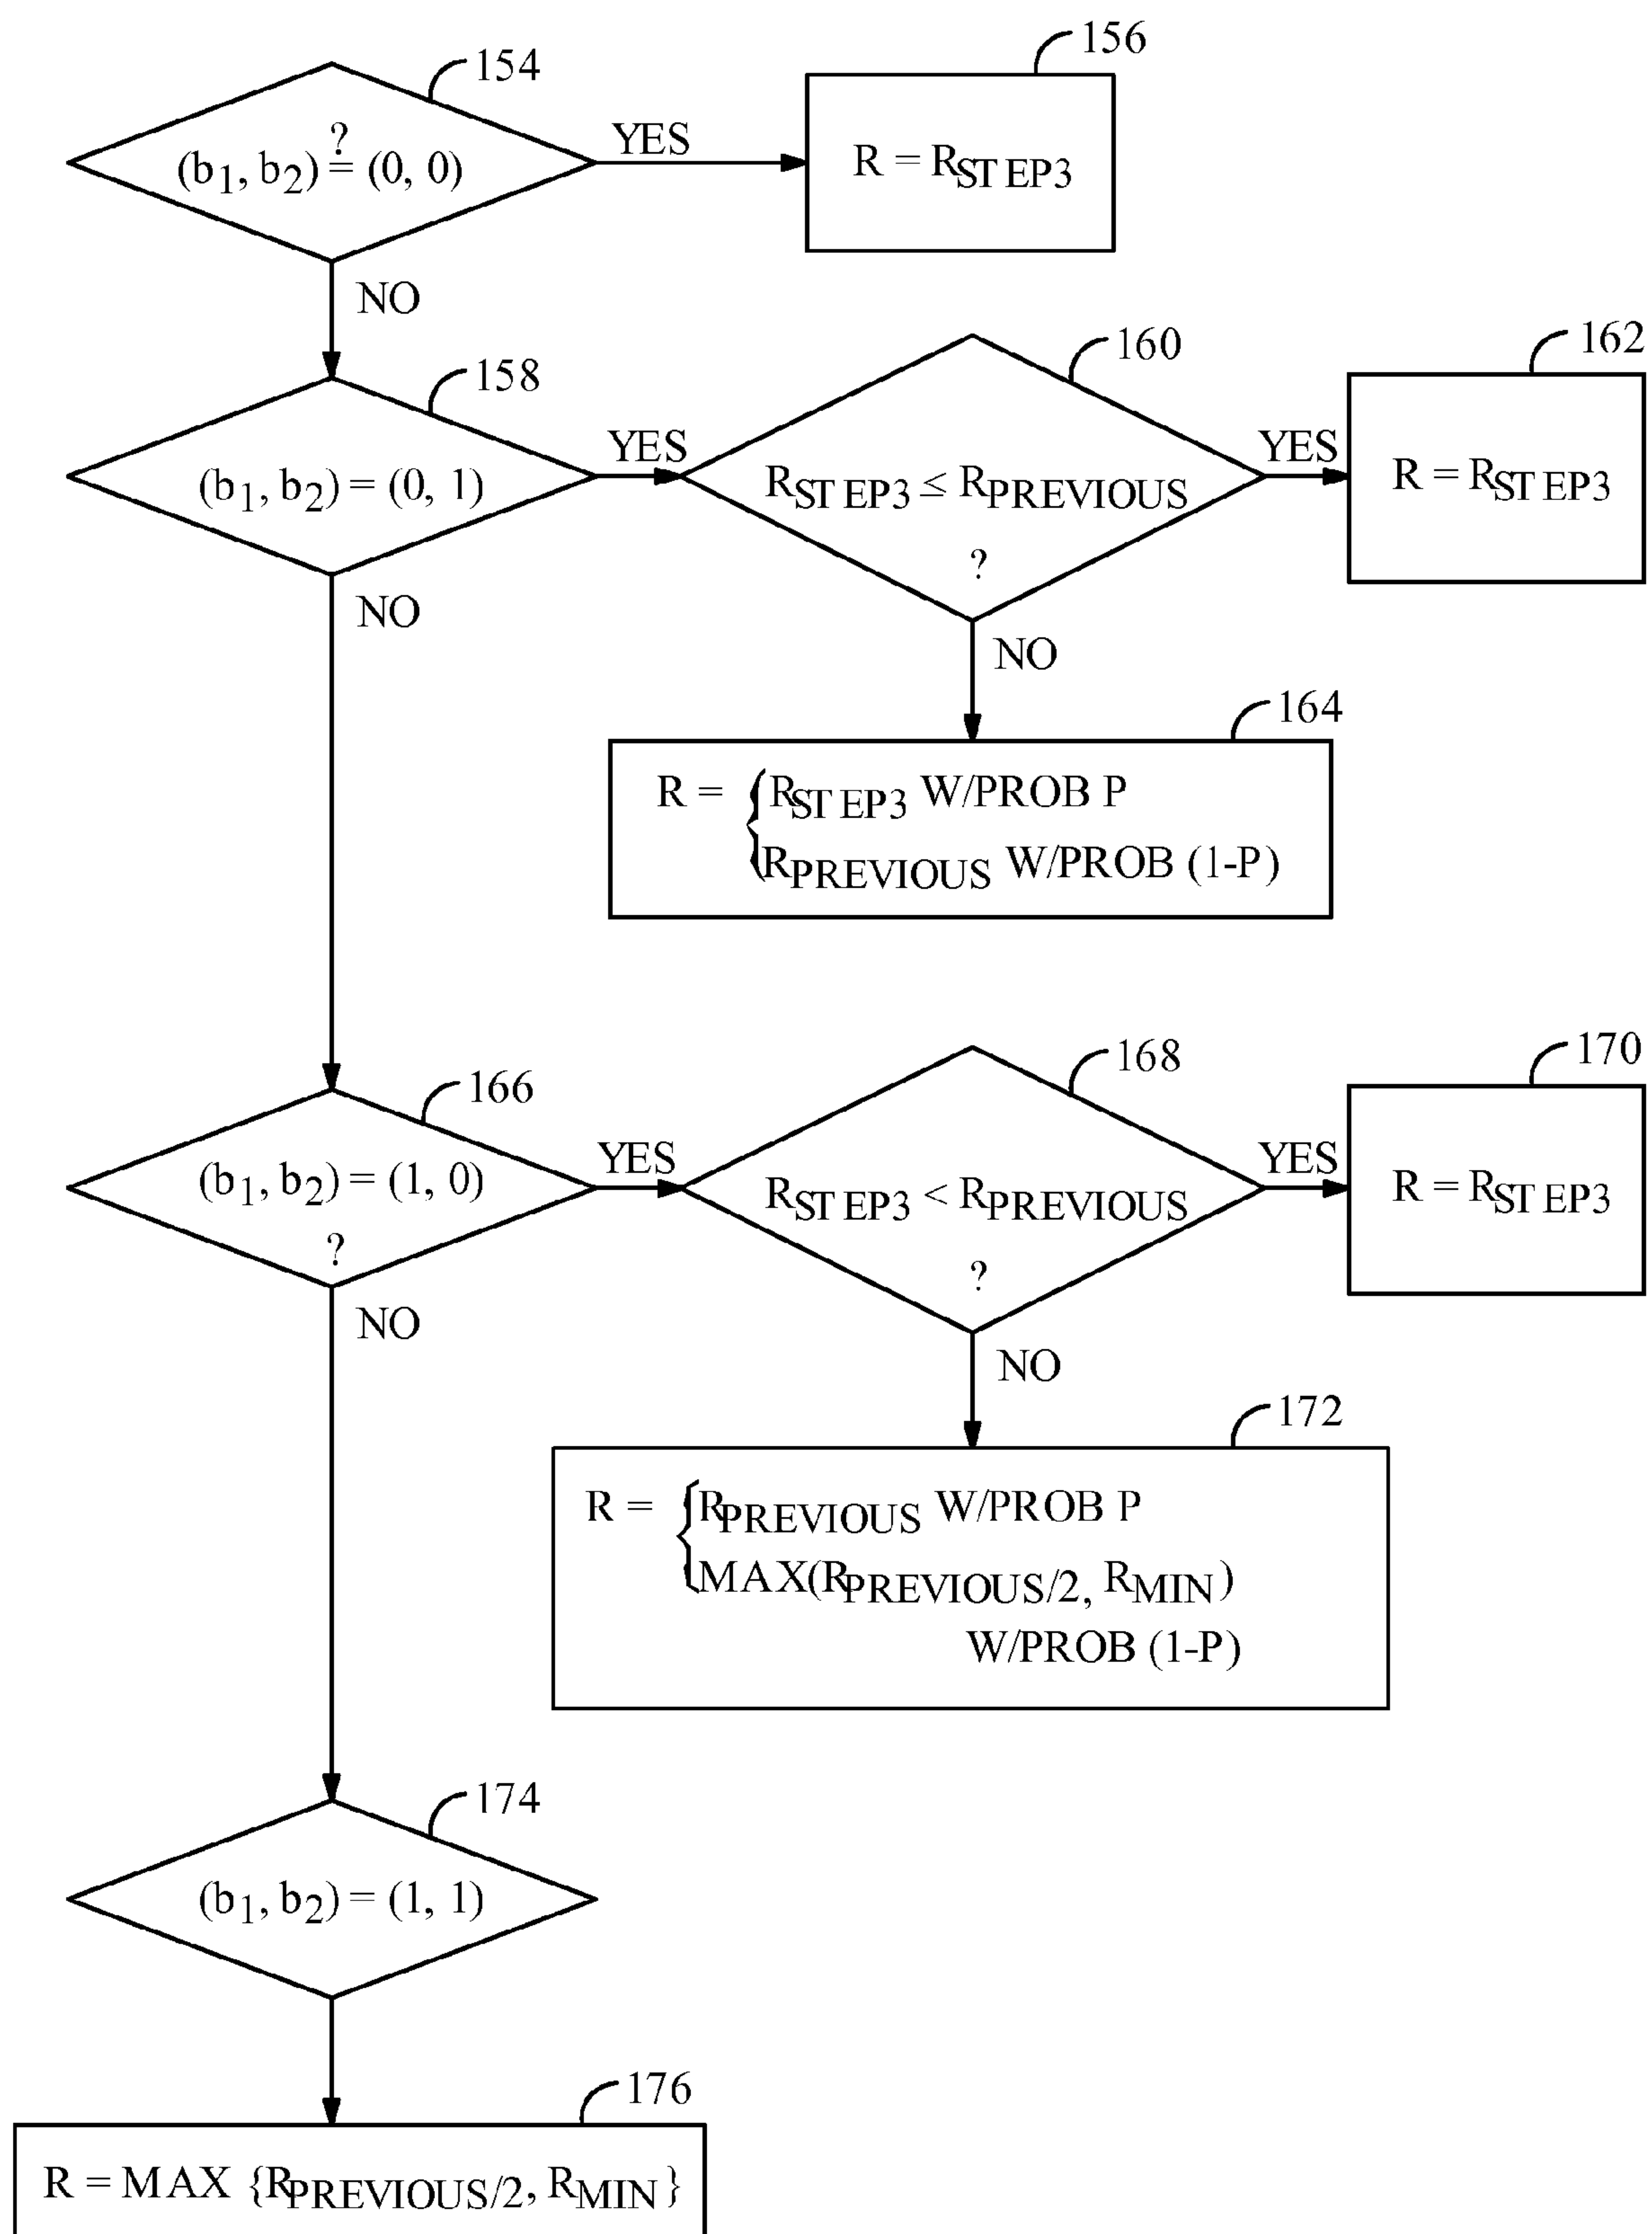 154
(b1, b2) ≟ (0, 0)
YES
156
R = RSTEP3
NO
158
(b1, b2) = (0, 1)
YES
160
RSTEP3 ≤ RPREVIOUS
?
YES
162
R = RSTEP3
NO
NO
164
R = { RSTEP3 W/PROB P
RPREVIOUS W/PROB (1-P)
166
(b1, b2) = (1, 0)
?
YES
168
RSTEP3 < RPREVIOUS
?
YES
170
R = RSTEP3
NO
NO
172
R = { RPREVIOUS W/PROB P
MAX(RPREVIOUS/2, RMIN)
W/PROB (1-P)
174
(b1, b2) = (1, 1)
176
R = MAX {RPREVIOUS/2, RMIN}